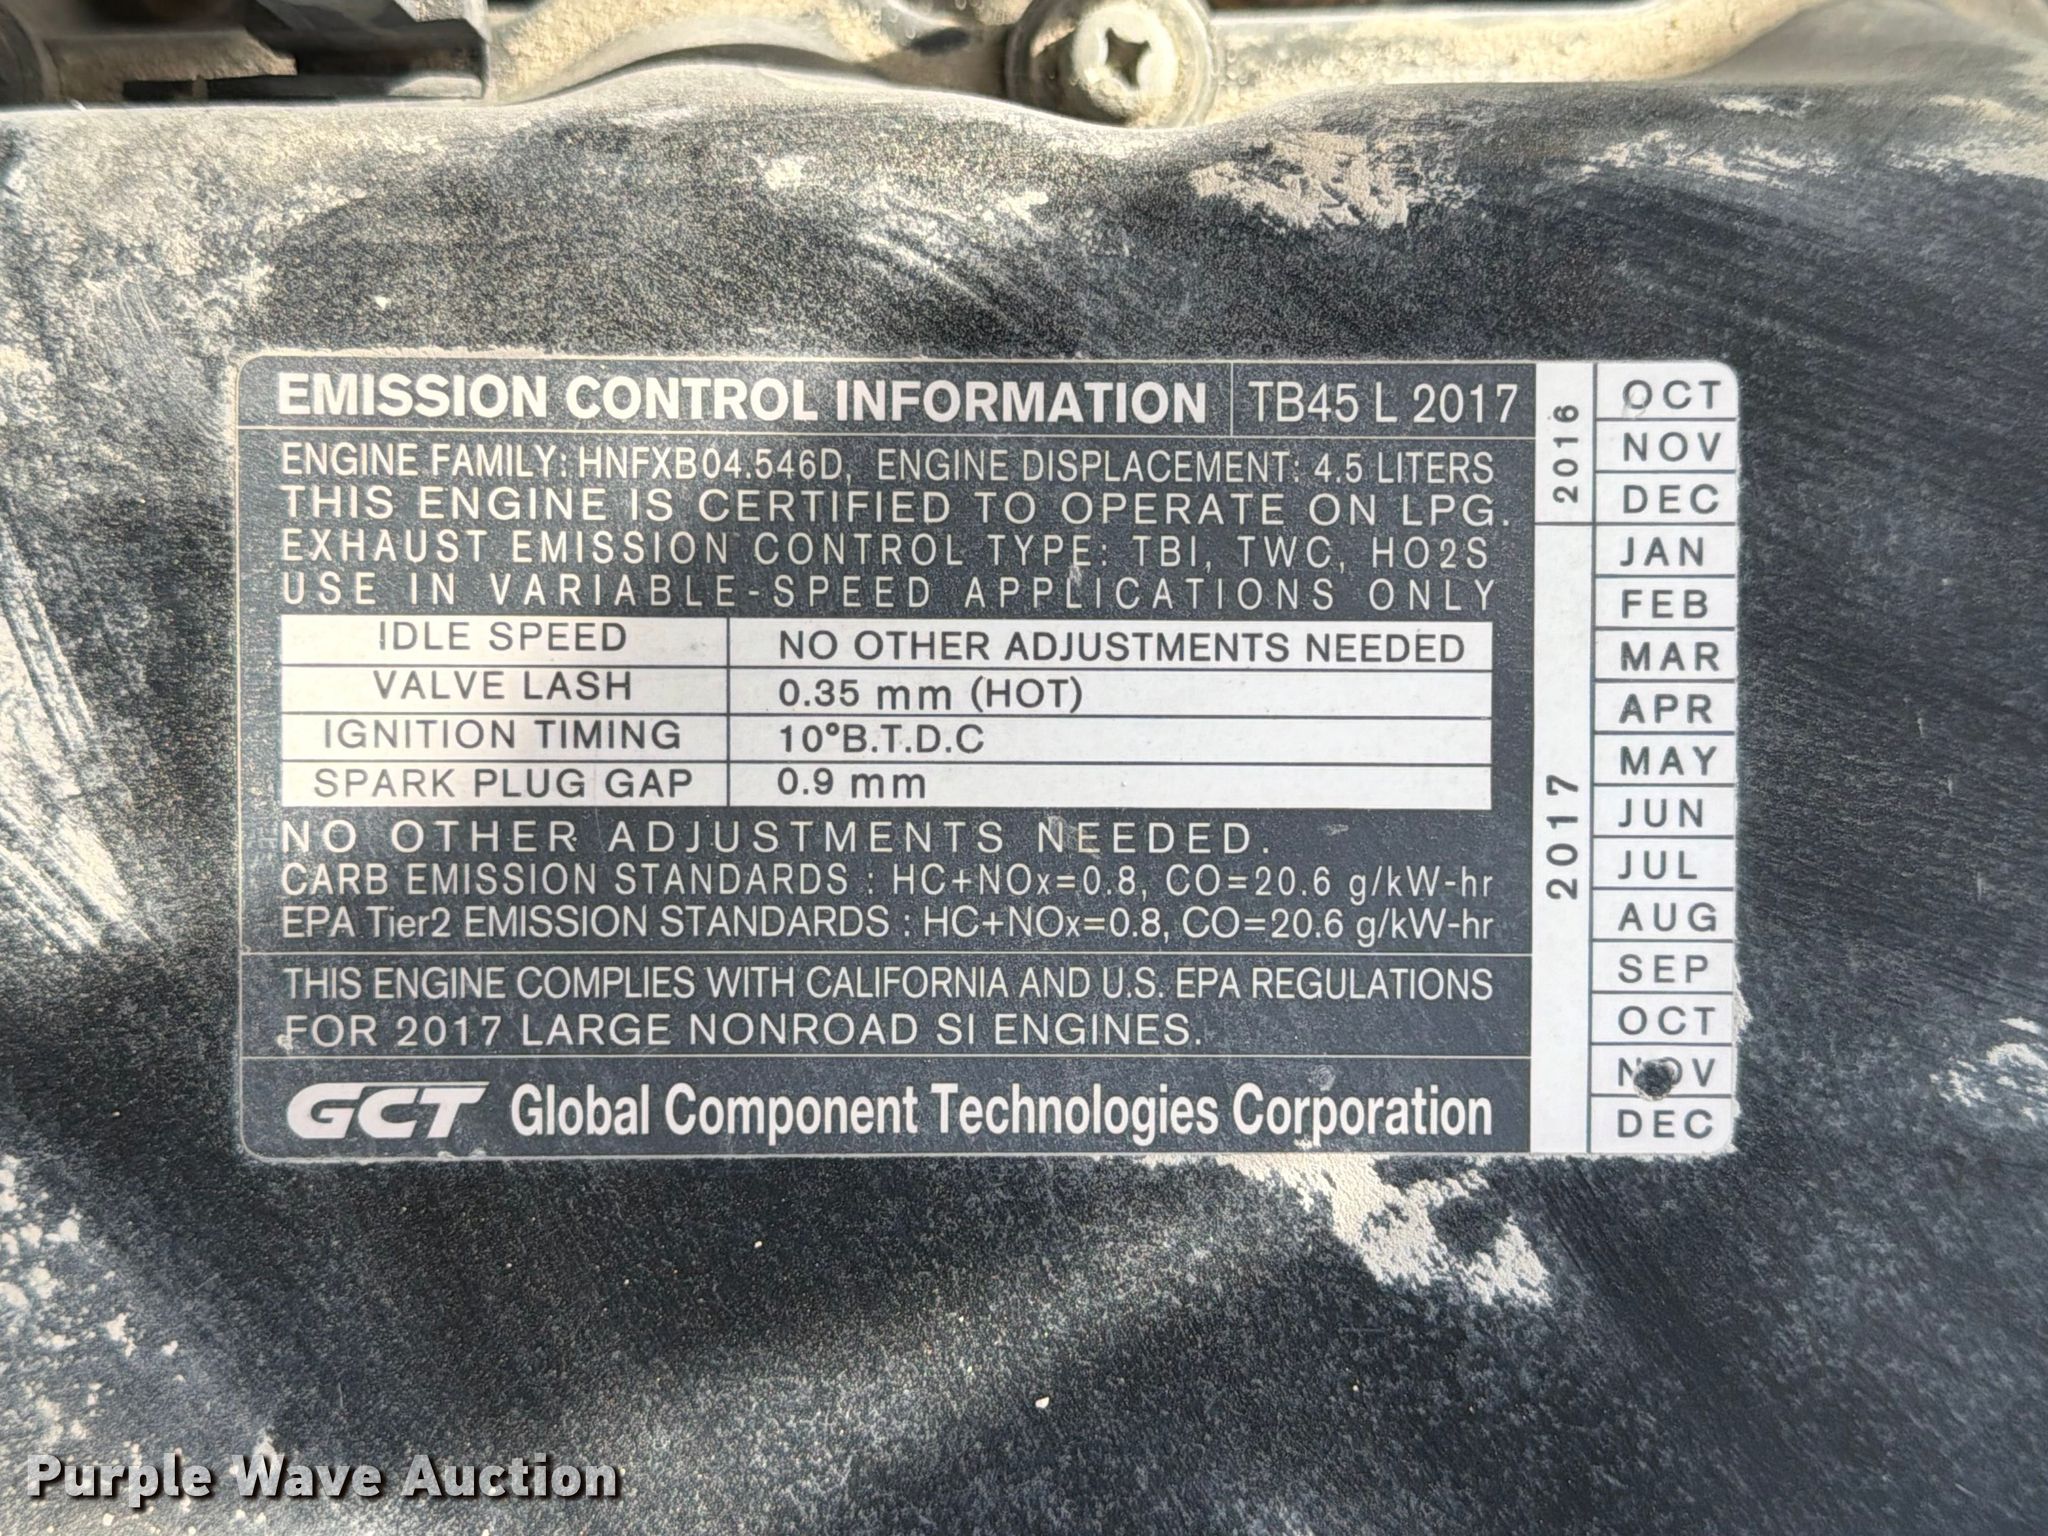 EMISSION CONTROL INFORMATION TB45 L 2017
ENGINE FAMILY: HNFXB04.546D, ENGINE DISPLACEMENT: 4.5 LITERS
THIS ENGINE IS CERTIFIED TO OPERATE ON LPG.
EXHAUST EMISSION CONTROL TYPE: TBI, TWC, HO2S
USE IN VARIABLE-SPEED APPLICATIONS ONLY
IDLE SPEED NO OTHER ADJUSTMENTS NEEDED
VALVE LASH 0.35 mm (HOT)
IGNITION TIMING 10°B.T.D.C
SPARK PLUG GAP 0.9 mm
NO OTHER ADJUSTMENTS NEEDED.
CARB EMISSION STANDARDS : HC+NOx=0.8, CO=20.6 g/kW-hr
EPA Tier2 EMISSION STANDARDS : HC+NOx=0.8, CO=20.6 g/kW-hr
THIS ENGINE COMPLIES WITH CALIFORNIA AND U.S. EPA REGULATIONS
FOR 2017 LARGE NONROAD SI ENGINES.
GCT Global Component Technologies Corporation
2016
OCT
NOV
DEC
2017
JAN
FEB
MAR
APR
MAY
JUN
JUL
AUG
SEP
OCT
NOV
DEC
Purple Wave Auction